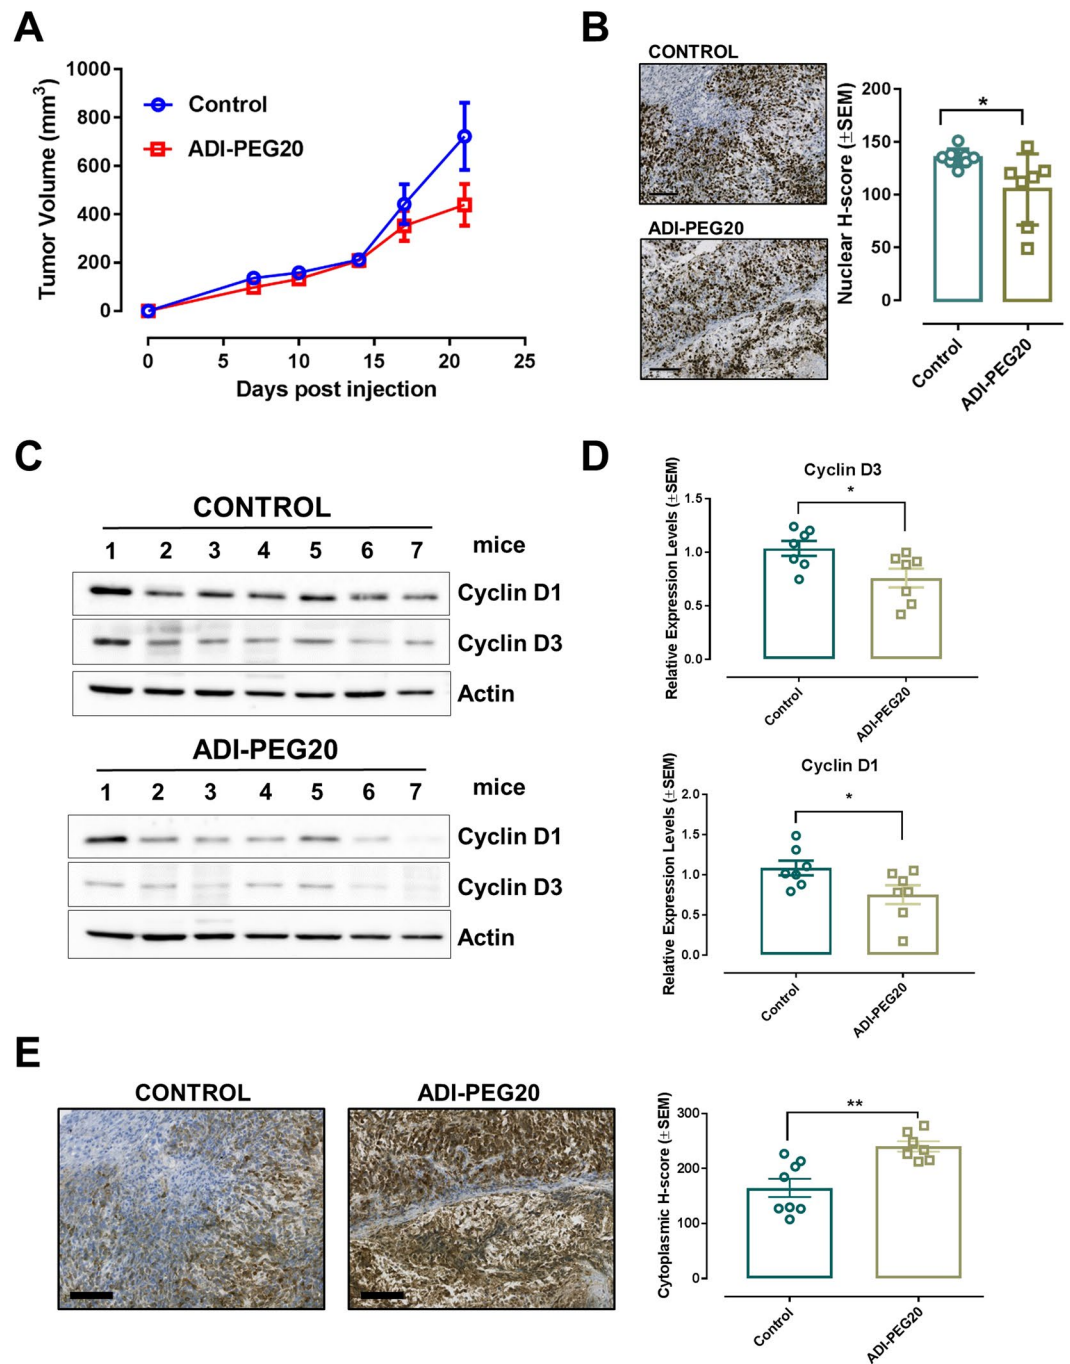 A
Tumor Volume (mm³)
1000
800
600
400
200
0
Control
ADI-PEG20
0 5 10 15 20 25
Days post injection
B
CONTROL
ADI-PEG20
Nuclear H-score (±SEM)
200
150
100
50
0
*
Control
ADI-PEG20
C
CONTROL
1 2 3 4 5 6 7 mice
Cyclin D1
Cyclin D3
Actin
ADI-PEG20
1 2 3 4 5 6 7 mice
Cyclin D1
Cyclin D3
Actin
D
Cyclin D3
Relative Expression Levels (±SEM)
1.5
1.0
0.5
0.0
*
Control
ADI-PEG20
Cyclin D1
Relative Expression Levels (±SEM)
2.0
1.5
1.0
0.5
0.0
*
Control
ADI-PEG20
E
CONTROL
ADI-PEG20
Cytoplasmic H-score (±SEM)
300
200
100
0
**
Control
ADI-PEG20